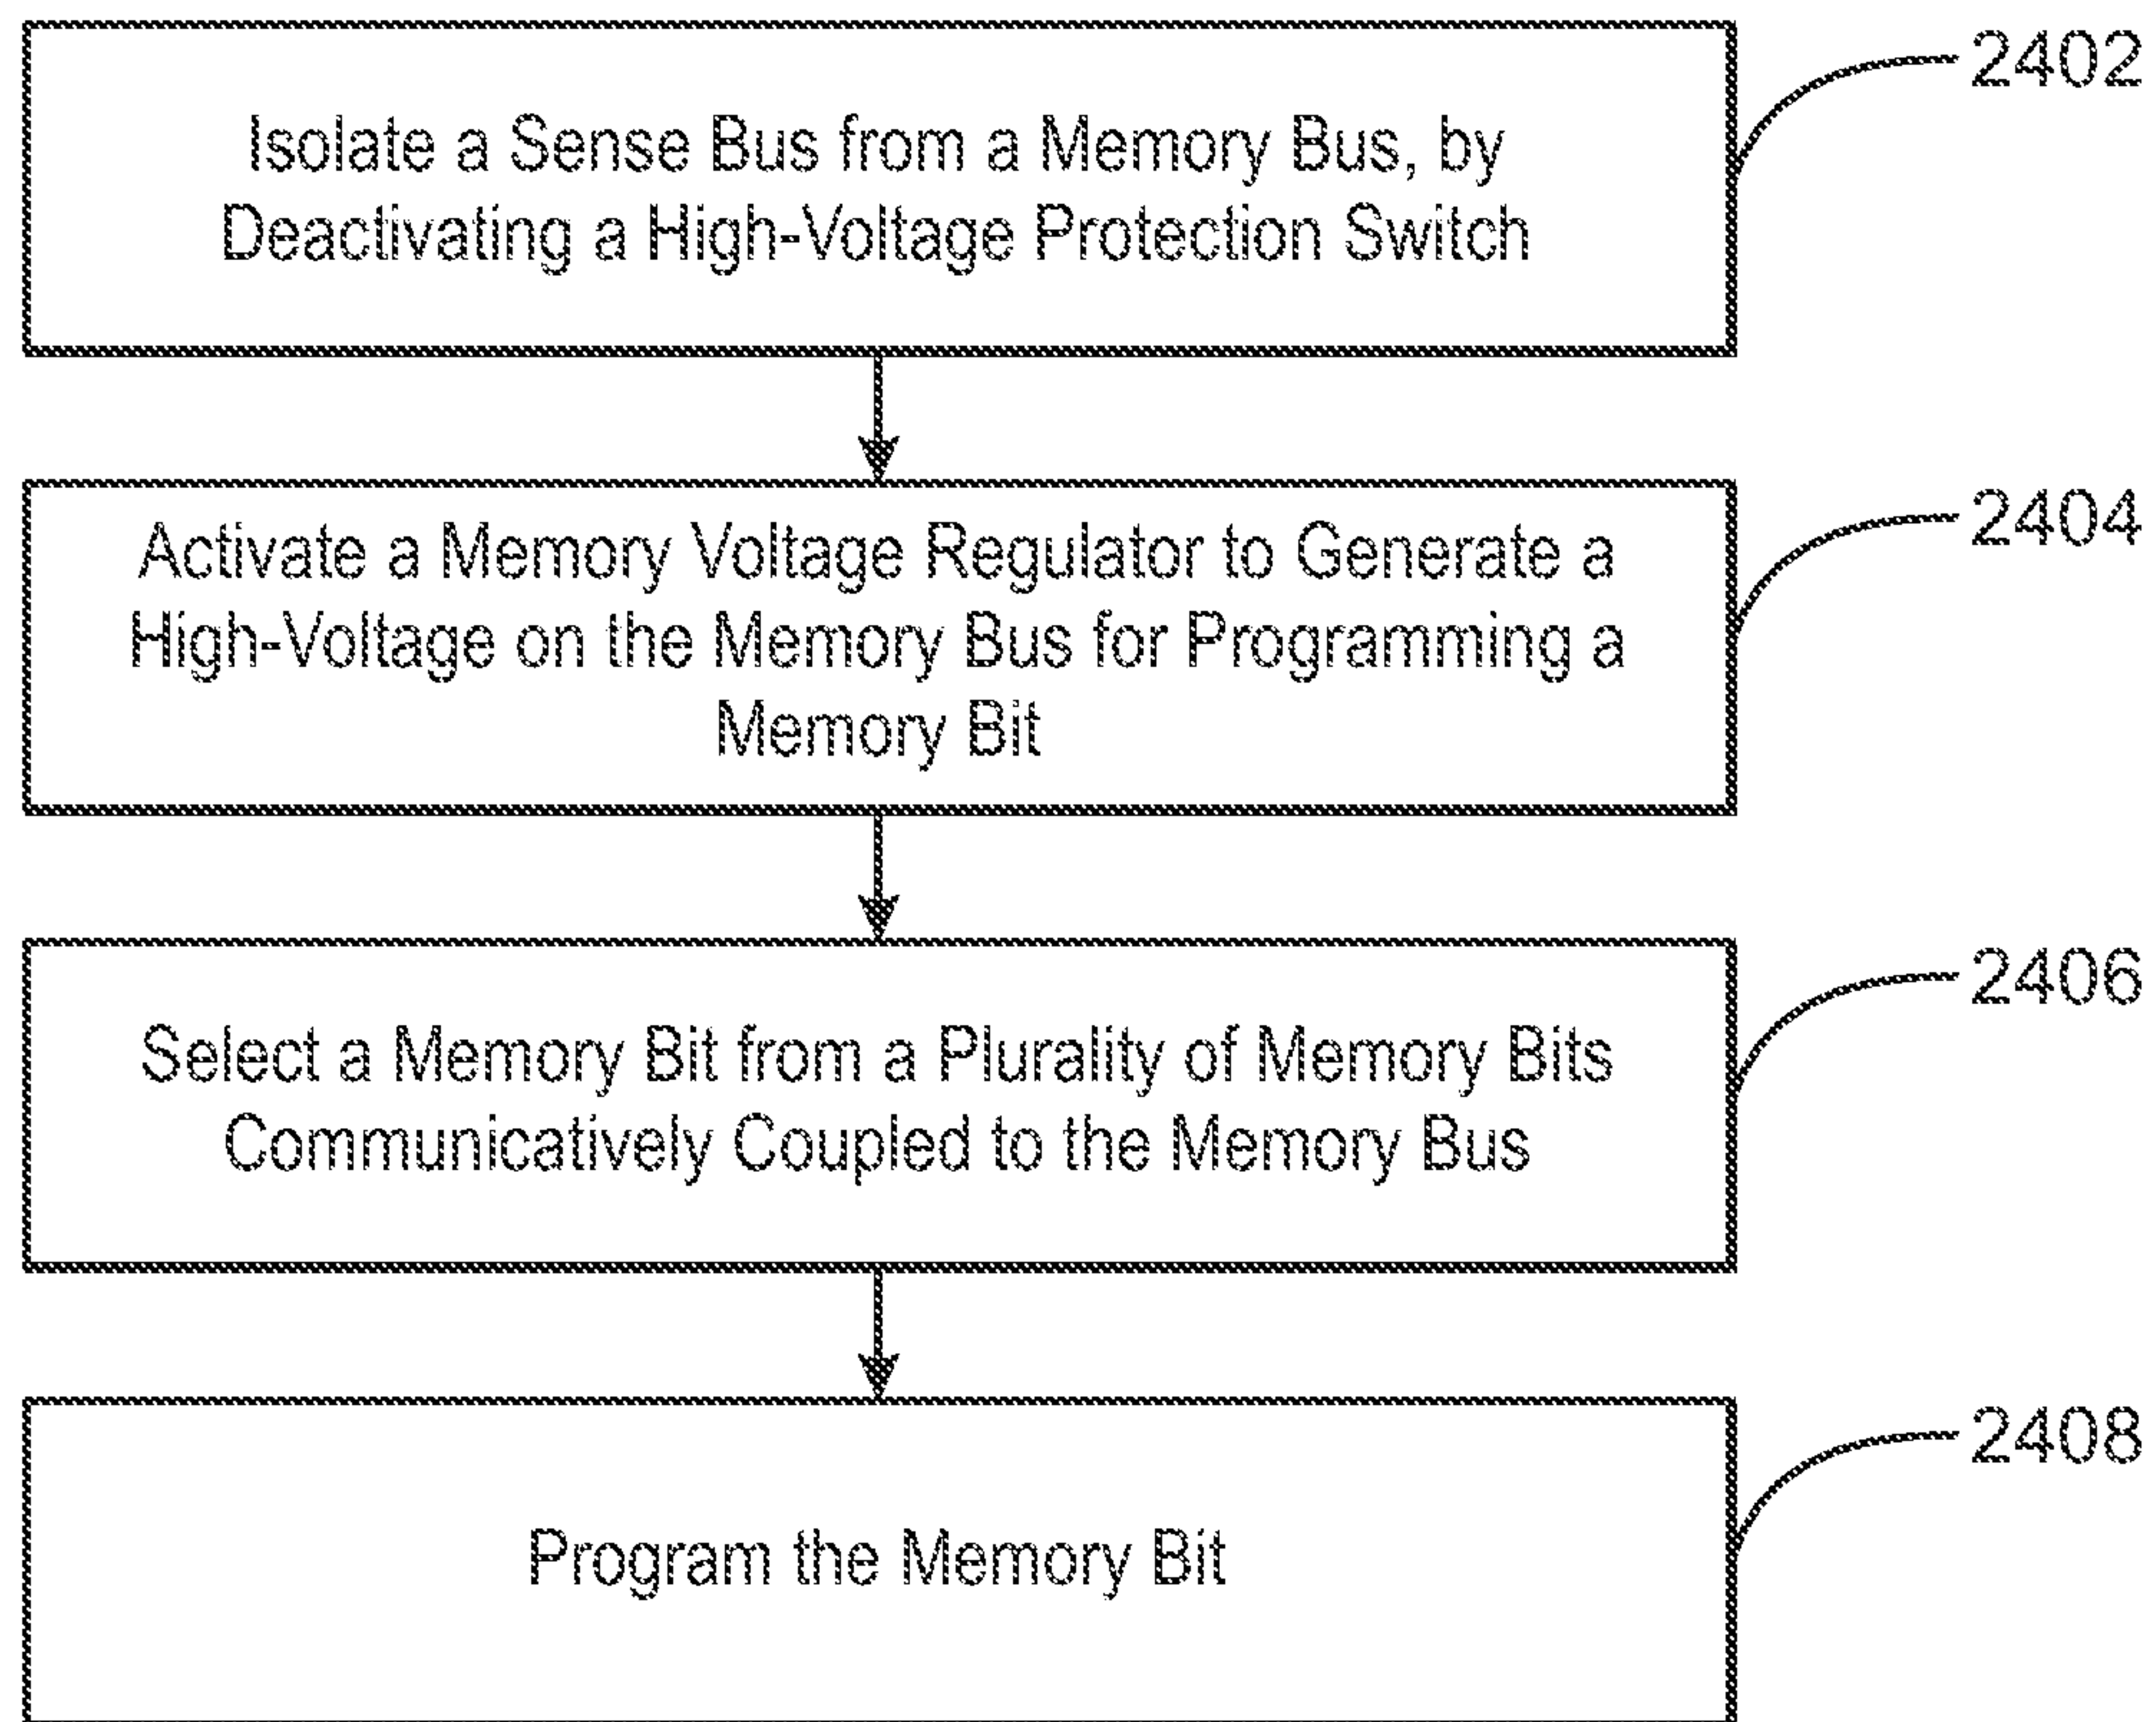 Isolate a Sense Bus from a Memory Bus, by
Deactivating a High-Voltage Protection Switch
2402
Activate a Memory Voltage Regulator to Generate a
High-Voltage on the Memory Bus for Programming a
Memory Bit
2404
Select a Memory Bit from a Plurality of Memory Bits
Communicatively Coupled to the Memory Bus
2406
Program the Memory Bit
2408